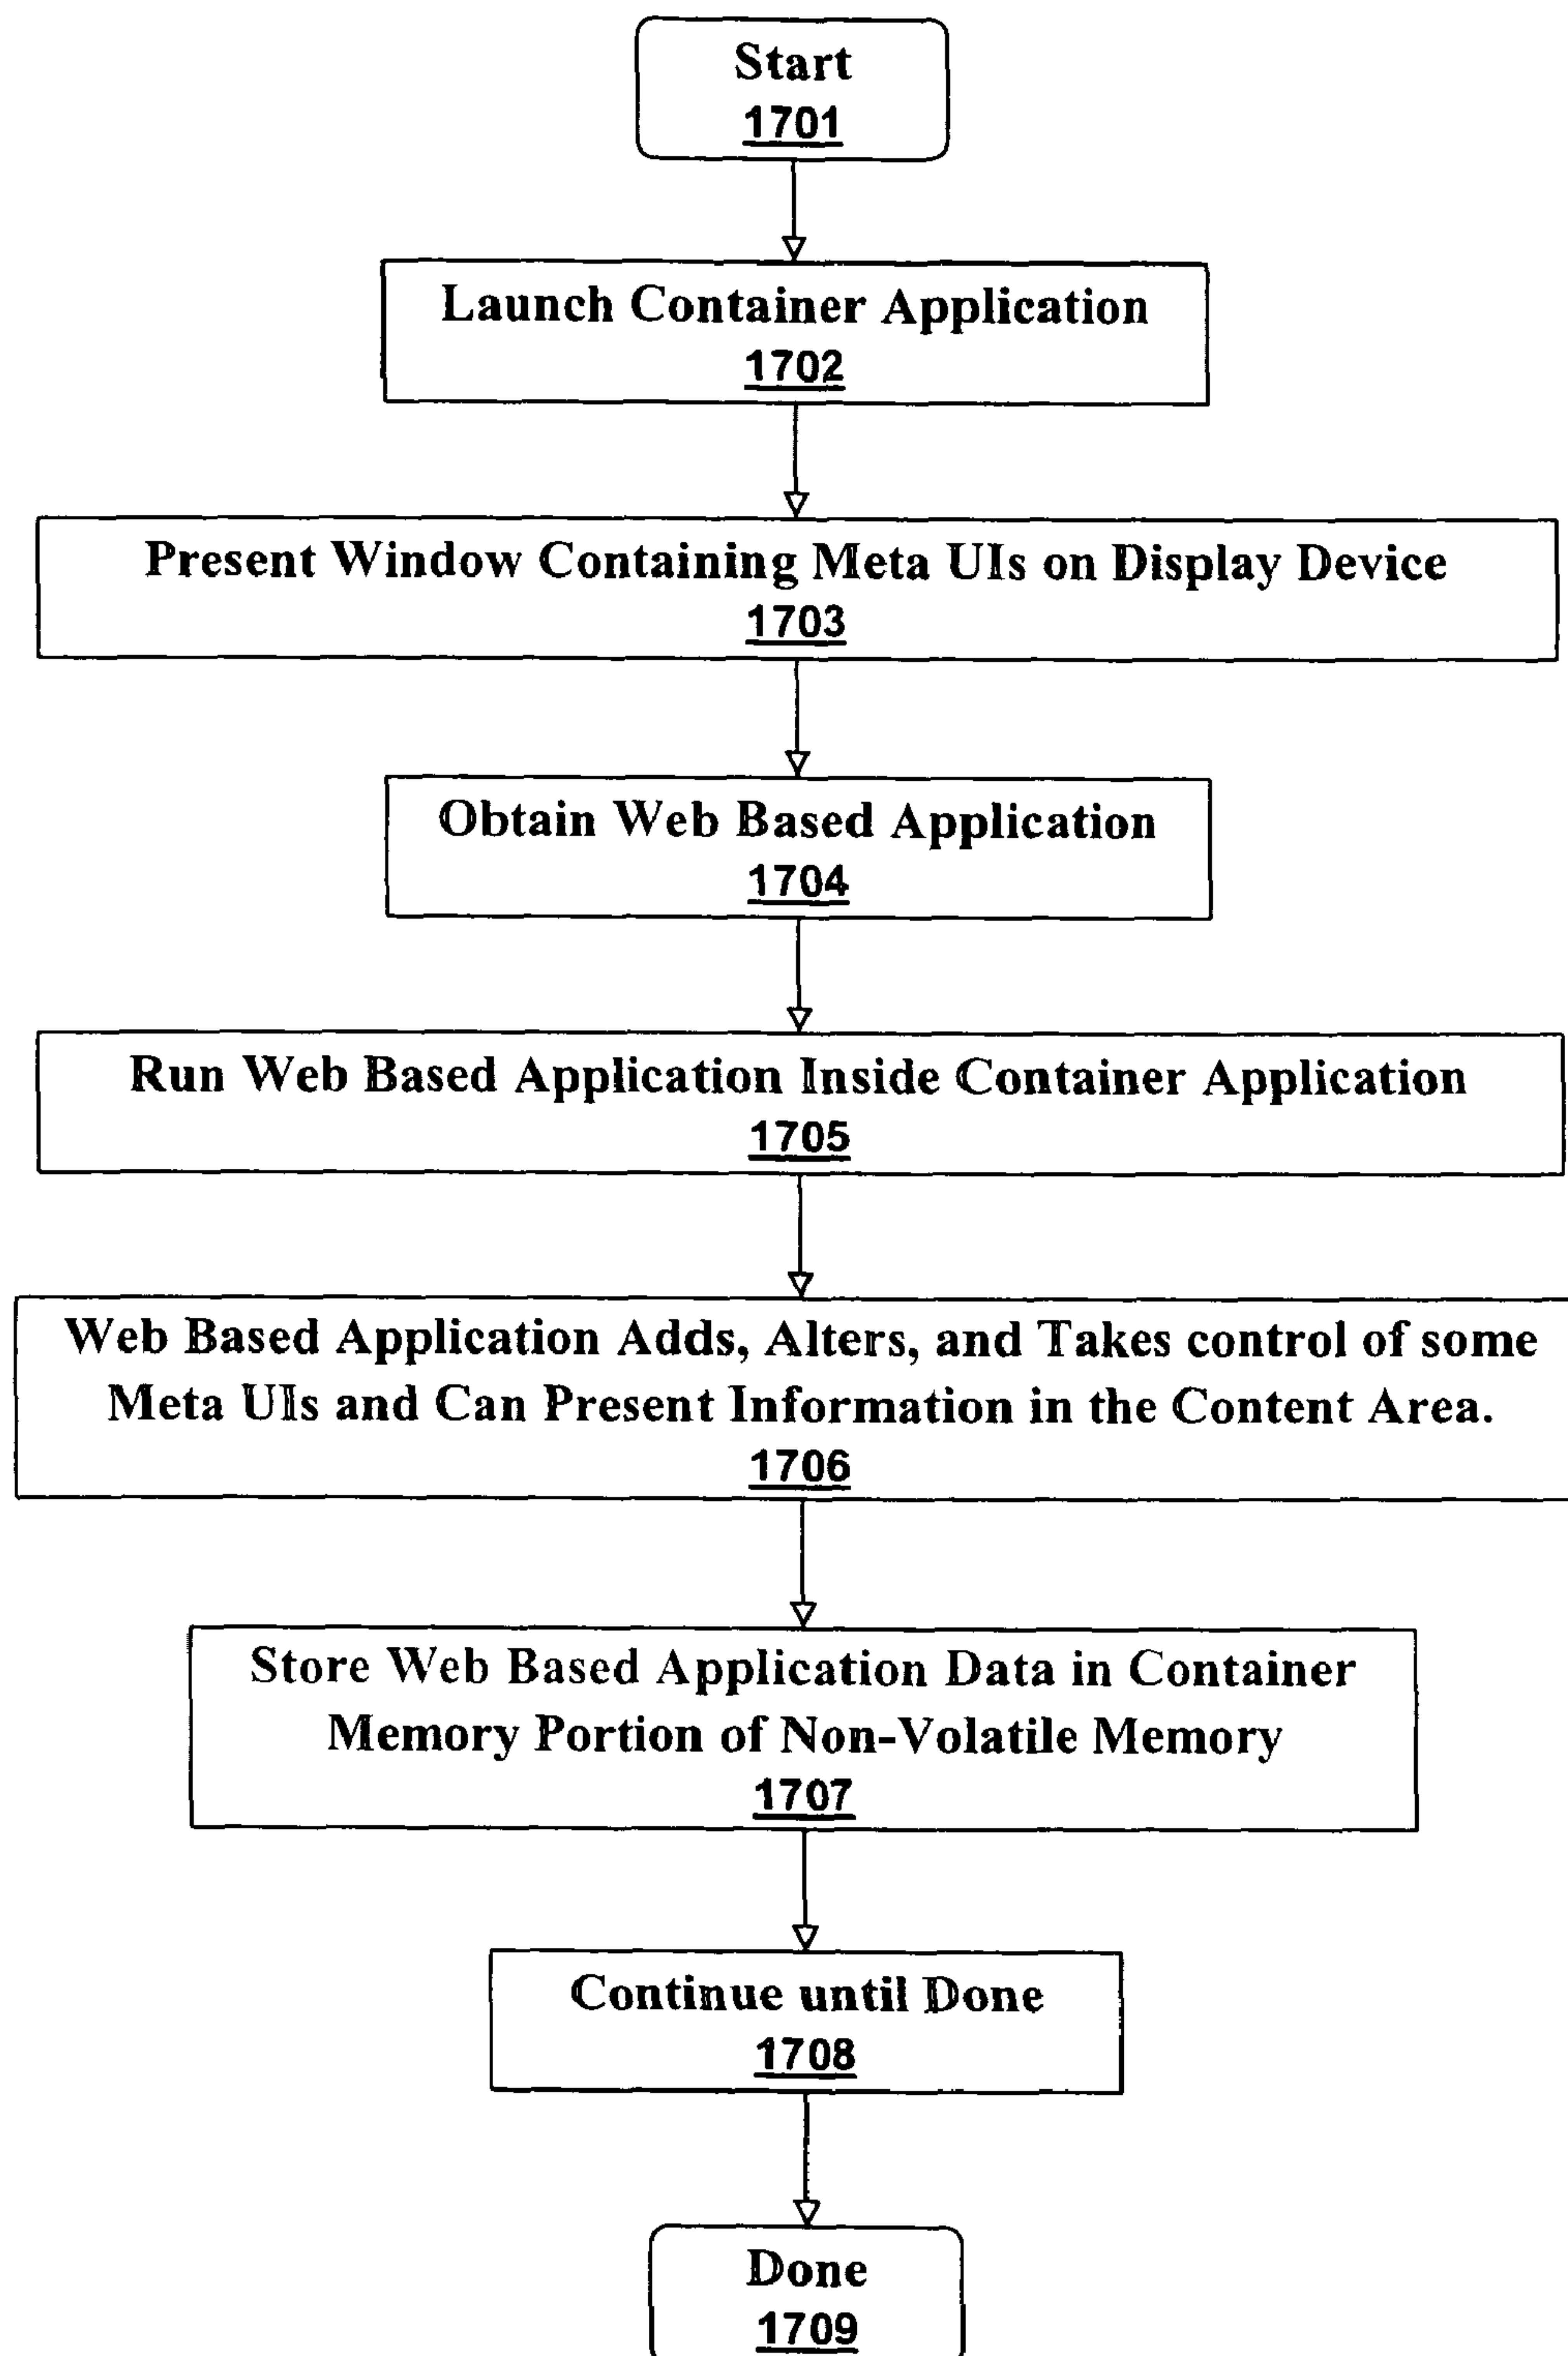 Start
1701
Launch Container Application
1702
Present Window Containing Meta UIs on Display Device
1703
Obtain Web Based Application
1704
Run Web Based Application Inside Container Application
1705
Web Based Application Adds, Alters, and Takes control of some
Meta UIs and Can Present Information in the Content Area.
1706
Store Web Based Application Data in Container
Memory Portion of Non-Volatile Memory
1707
Continue until Done
1708
Done
1709